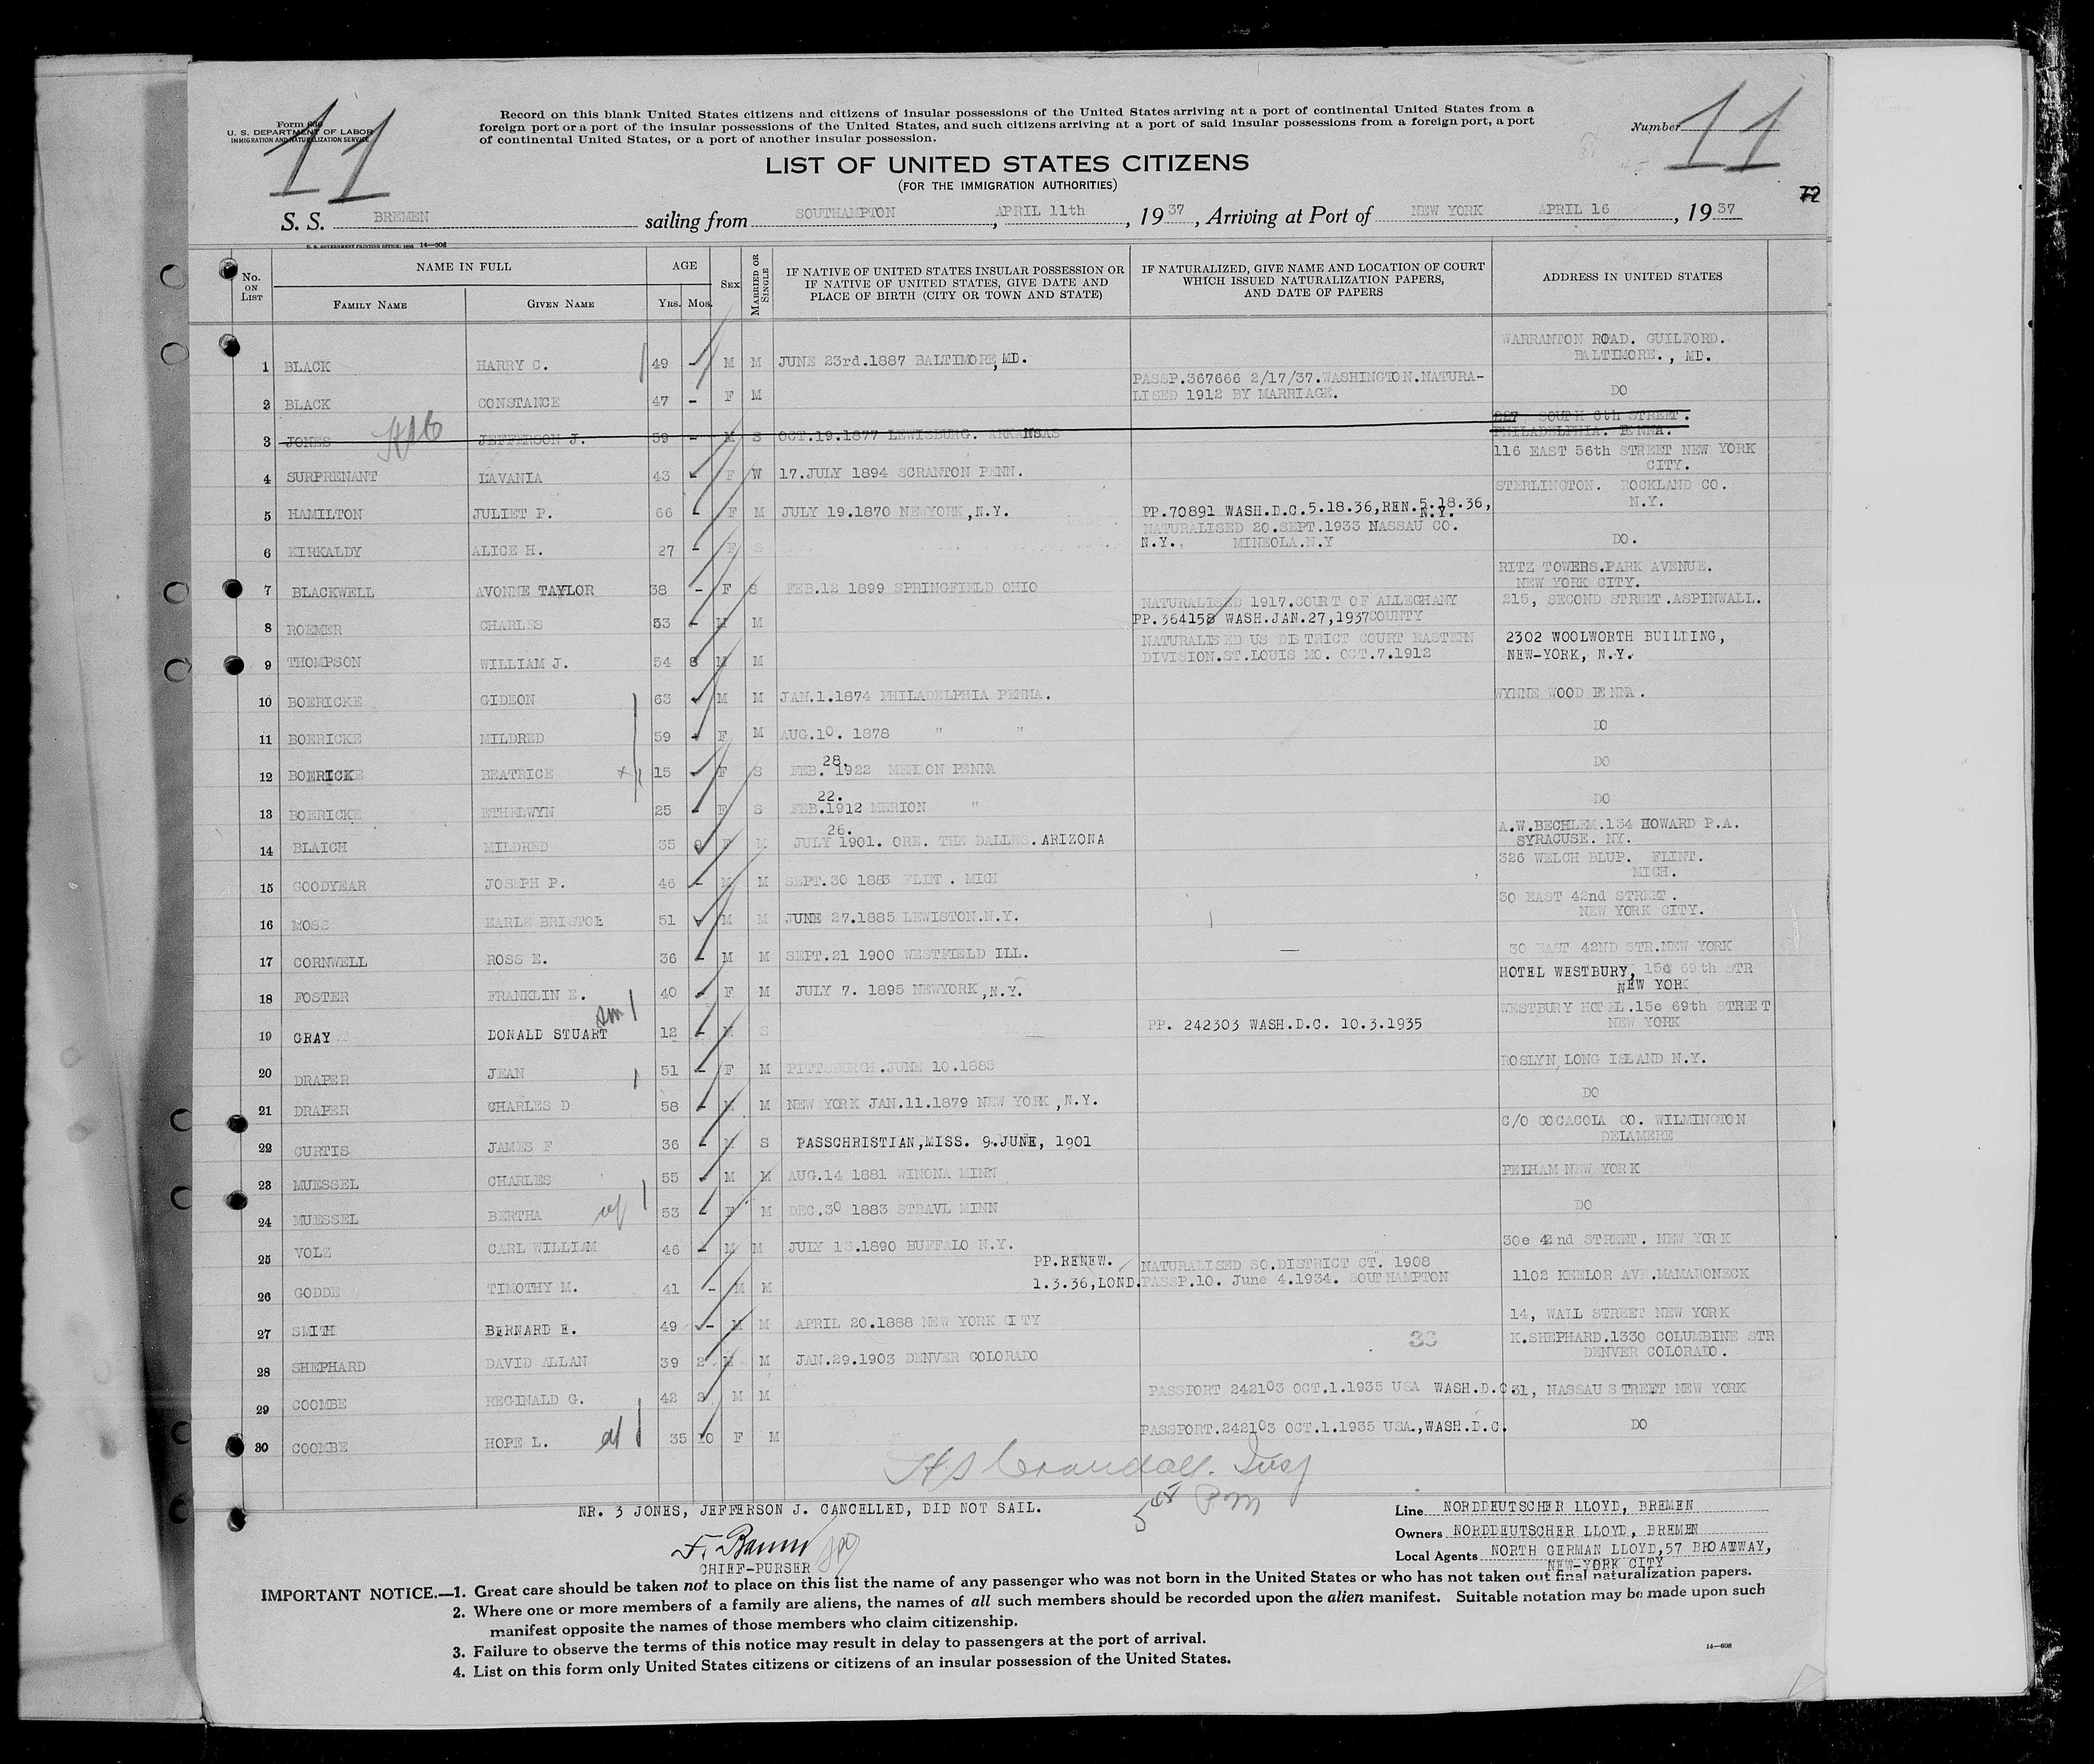 11
Form 630
U. S. DEPARTMENT OF LABOR
IMMIGRATION AND NATURALIZATION SERVICE
Record on this blank United States citizens and citizens of insular possessions of the United States arriving at a port of continental United States from a
foreign port or a port of the insular possessions of the United States, and such citizens arriving at a port of said insular possessions from a foreign port, a port
of continental United States, or a port of another insular possession.
Number 11
LIST OF UNITED STATES CITIZENS
(FOR THE IMMIGRATION AUTHORITIES)
72
S. S. BREMEN sailing from SOUTHAMPTON, APRIL 11th, 1937, Arriving at Port of NEW YORK APRIL 16, 1937
U. S. GOVERNMENT PRINTING OFFICE: 14—608
No. ON LIST NAME IN FULL AGE SEX MARRIED OR SINGLE IF NATIVE OF UNITED STATES INSULAR POSSESSION OR IF NATIVE OF UNITED STATES, GIVE DATE AND PLACE OF BIRTH (CITY OR TOWN AND STATE) IF NATURALIZED, GIVE NAME AND LOCATION OF COURT WHICH ISSUED NATURALIZATION PAPERS, AND DATE OF PAPERS ADDRESS IN UNITED STATES
FAMILY NAME GIVEN NAME YRS. MOS.
1 BLACK HARRY C. 49 - M M JUNE 23rd.1887 BALTIMORE, MD. WARRANTON ROAD. GUILFORD. BALTIMORE., MD.
2 BLACK CONSTANCE 47 - F M PASSP.367666 2/17/37.WASHINGTON.NATURA- LISED 1912 BY MARRIAGE. DO
3 JONES JEFFERSON J. 59 - M S OCT.19.1877 LEWISBURG. ARKANSAS 227 SOUTH 6th STREET. PHILADELPHIA. PENNA.
4 SURPRENANT LAVANIA 43 - F W 17.JULY 1894 SCRANTON PENN. 116 EAST 56th STREET NEW YORK CITY.
5 HAMILTON JULIET P. 66 - F M JULY 19.1870 NEWYORK, N.Y. PP.70891 WASH.D.C.5.18.36,REN.5.18.36, N.Y. STERLINGTON. ROCKLAND CO. N.Y.
6 KIRKALDY ALICE H. 27 - F S NATURALISED 20.SEPT.1933 NASSAU CO. N.Y. MINEOLA.N.Y DO.
7 BLACKWELL AVONNE TAYLOR 38 - F S FEB.12 1899 SPRINGFIELD OHIO RITZ TOWERS.PARK AVENUE. NEW YORK CITY.
8 ROEMER CHARLES 53 - M M NATURALISED 1917.COURT OF ALLEGHANY COUNTY PP.364158 WASH.JAN.27,1937 215, SECOND STREET.ASPINWALL.
9 THOMPSON WILLIAM J. 54 8 M M NATURALISED US DISTRICT COURT EASTERN DIVISION.ST.LOUIS MO. OCT.7.1912 2302 WOOLWORTH BUILDING, NEW-YORK, N.Y.
10 BOERICKE GIDEON 63 - M M JAN.1.1874 PHILADELPHIA PENNA. WYNNE WOOD PENNA.
11 BOERICKE MILDRED 59 - F M AUG.10. 1878 " " DO
12 BOERICKE BEATRICE 15 - F S FEB. 28. 1922 MERION PENNA DO
13 BOERICKE ETHELWYN 25 - F S FEB. 22. 1912 MERION " DO
14 BLAICH MILDRED 35 9 F M JULY 26. 1901. ORE. THE DALLES. ARIZONA A.W.BECHLEM.134 HOWARD P.A. SYRACUSE. NY.
15 GOODYEAR JOSEPH P. 46 - M M SEPT.30 1883 FLINT. MICH 326 WELCH BLUP. FLINT. MICH.
16 MOSS EARLE BRISTOL 51 - M M JUNE 27.1885 LEWISTON.N.Y. 30 EAST 42nd STREET. NEW YORK CITY.
17 CORNWELL ROSS E. 36 - M M SEPT.21 1900 WESTFIELD ILL. — 30 EAST 42ND STR.NEW YORK
18 FOSTER FRANKLIN E. 40 - F M JULY 7. 1895 NEWYORK, N.Y. HOTEL WESTBURY, 15e 69th STR NEW YORK
19 GRAY DONALD STUART 12 - M S PP. 242303 WASH.D.C. 10.3.1935 WESTBURY HOTEL.15e 69th STREET NEW YORK
20 DRAPER JEAN 51 - F M PITTSBURGH.JUNE 10.1885 ROSLYN, LONG ISLAND N.Y.
21 DRAPER CHARLES D 58 - M M NEW YORK JAN.11.1879 NEW YORK, N.Y. DO
22 CURTIS JAMES F 36 - M S PASSCHRISTIAN,MISS. 9.JUNE, 1901 C/O COCACOLA CO. WILMINGTON DELAMERE
23 MUESSEL CHARLES 55 - M M AUG.14 1881 WINONA MINN PELHAM NEW YORK
24 MUESSEL BERTHA 53 - F M DEC.30 1883 STRAVL MINN DO
25 VOLZ CARL WILLIAM 46 - M M JULY 15.1890 BUFFALO N.Y. 30e 42nd STREET. NEW YORK
26 GODDE TIMOTHY M. 41 - M M PP.RENEW. 1.3.36,LOND. NATURALISED SO.DISTRICT CT. 1908 PASSP.10. June 4.1934. SOUTHAMPTON 1102 KEELOR AVE.MAMARONECK
27 SMITH BERNARD E. 49 - M M APRIL 20.1888 NEW YORK CITY 14, WALL STREET NEW YORK
28 SHEPHARD DAVID ALLAN 39 2 M M JAN.29.1903 DENVER COLORADO 36 K.SHEPHARD.1330 COLUMBINE STR DENVER COLORADO.
29 COOMBE REGINALD G. 42 2 M M PASSPORT 242103 OCT.1.1935 USA WASH.D.C. 31, NASSAU STREET NEW YORK
30 COOMBE HOPE L. 35 10 F M PASSPORT.242103 OCT.1.1935 USA.,WASH.D.C. DO
H S Crandall. Insp
NR. 3 JONES, JEFFERSON J. CANCELLED, DID NOT SAIL.
CHIEF-PURSER
Line NORDDEUTSCHER LLOYD, BREMEN
Owners NORDDEUTSCHER LLOYD, BREMEN
Local Agents NORTH GERMAN LLOYD, 57 BROADWAY, NEW-YORK CITY
IMPORTANT NOTICE.—1. Great care should be taken not to place on this list the name of any passenger who was not born in the United States or who has not taken out final naturalization papers.
2. Where one or more members of a family are aliens, the names of all such members should be recorded upon the alien manifest. Suitable notation may be made upon such
manifest opposite the names of those members who claim citizenship.
3. Failure to observe the terms of this notice may result in delay to passengers at the port of arrival.
4. List on this form only United States citizens or citizens of an insular possession of the United States.
14—608